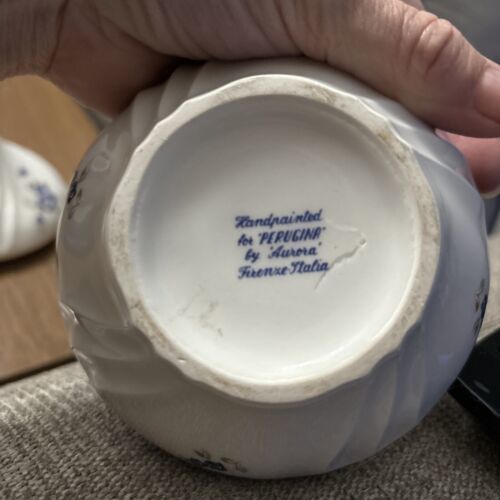 Handpainted
for 'PERUGINA'
by 'Aurora'
Firenze-Italia